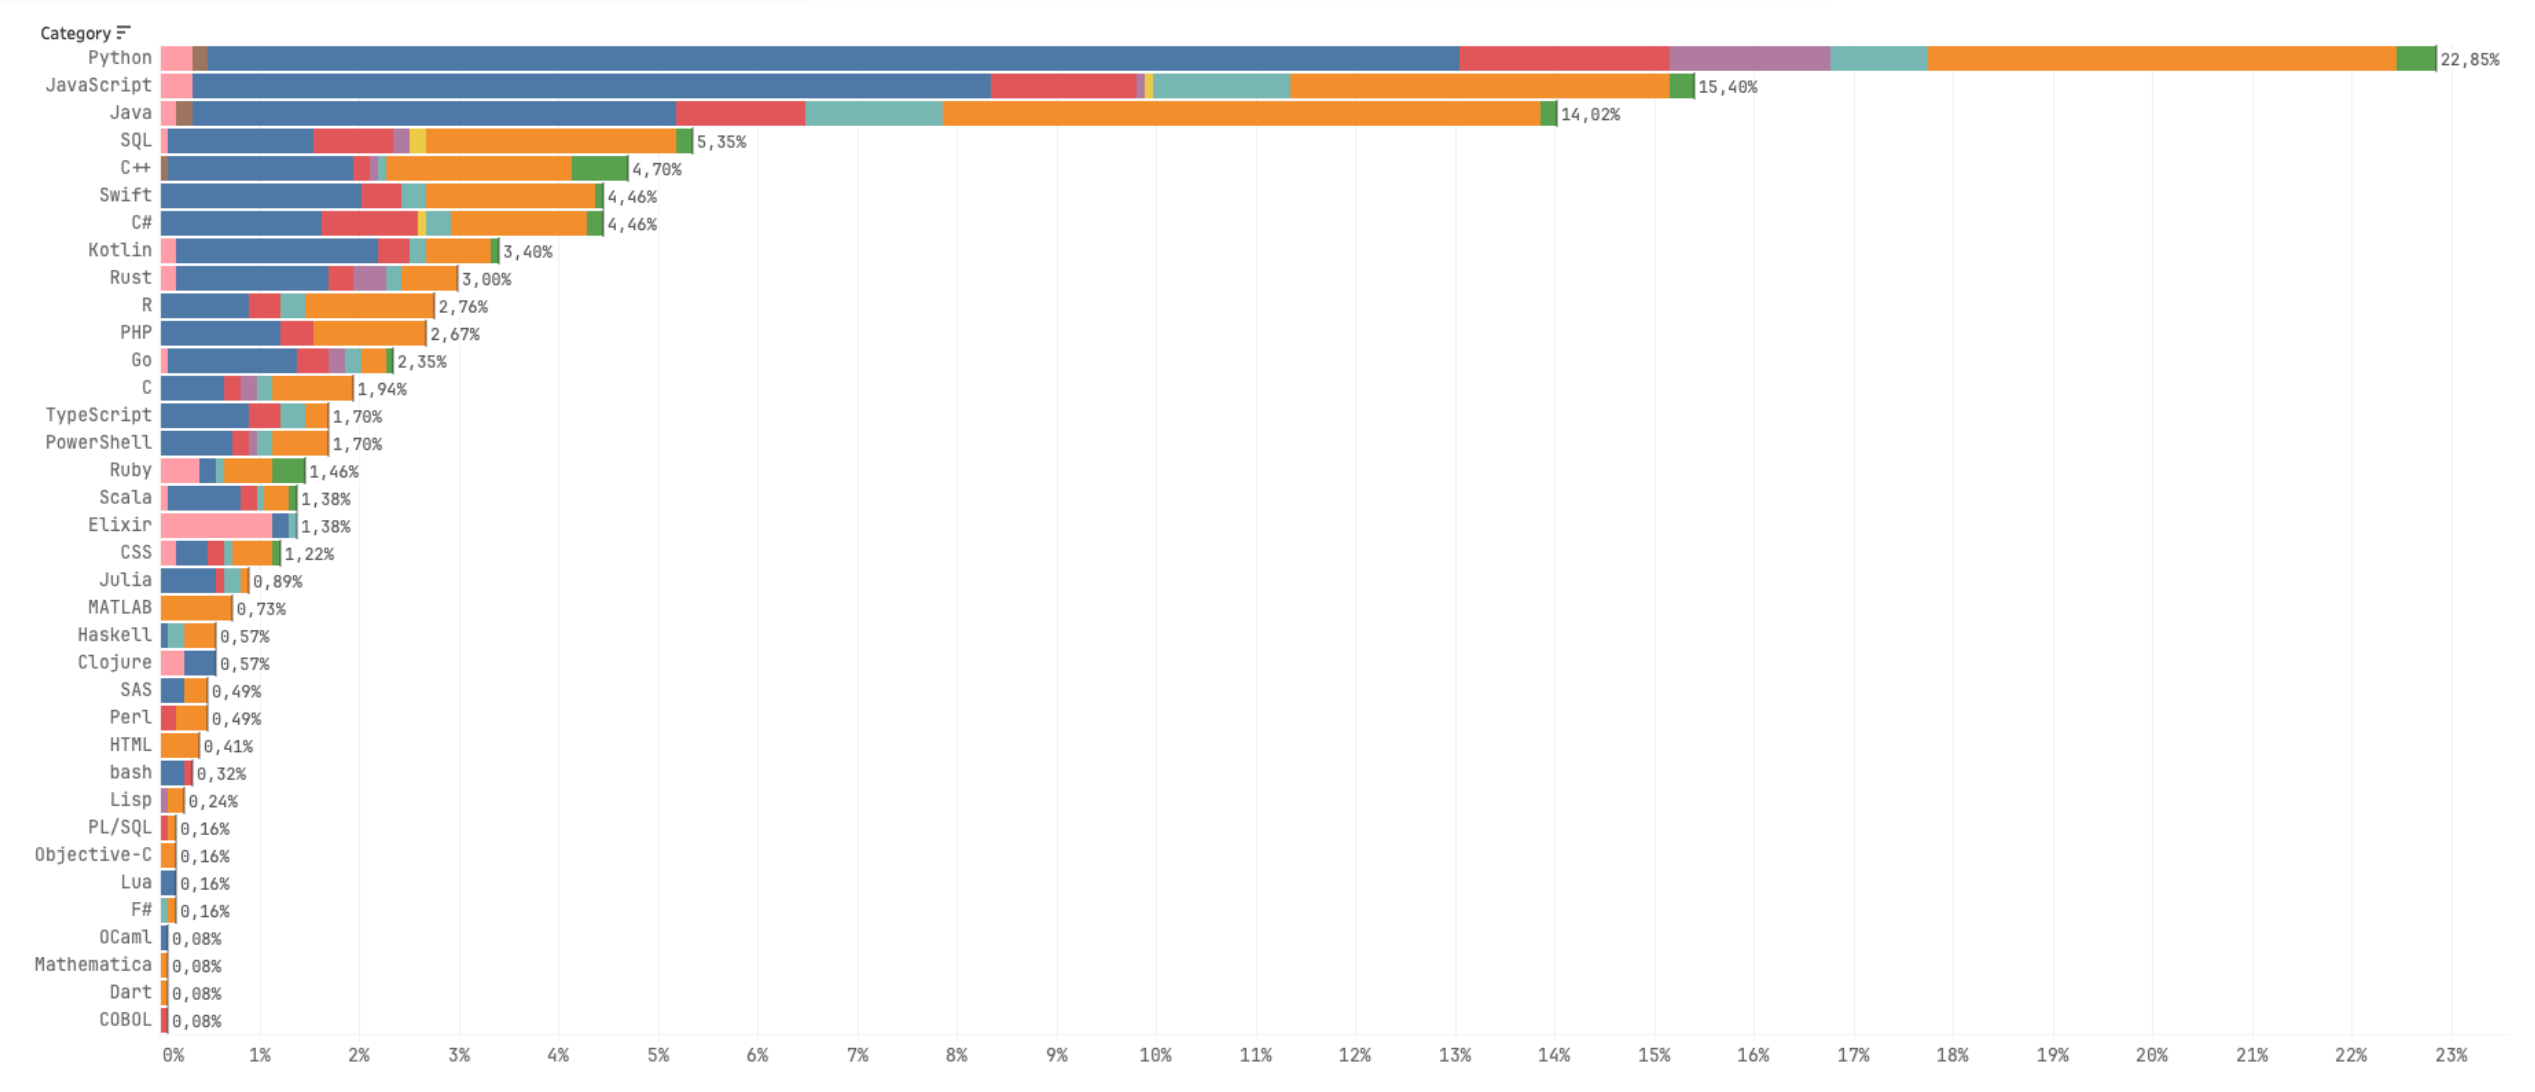 Category
Python 22,85%
JavaScript 15,40%
Java 14,02%
SQL 5,35%
C++ 4,70%
Swift 4,46%
C# 4,46%
Kotlin 3,40%
Rust 3,00%
R 2,76%
PHP 2,67%
Go 2,35%
C 1,94%
TypeScript 1,70%
PowerShell 1,70%
Ruby 1,46%
Scala 1,38%
Elixir 1,38%
CSS 1,22%
Julia 0,89%
MATLAB 0,73%
Haskell 0,57%
Clojure 0,57%
SAS 0,49%
Perl 0,49%
HTML 0,41%
bash 0,32%
Lisp 0,24%
PL/SQL 0,16%
Objective-C 0,16%
Lua 0,16%
F# 0,16%
OCaml 0,08%
Mathematica 0,08%
Dart 0,08%
COBOL 0,08%
0% 1% 2% 3% 4% 5% 6% 7% 8% 9% 10% 11% 12% 13% 14% 15% 16% 17% 18% 19% 20% 21% 22% 23%